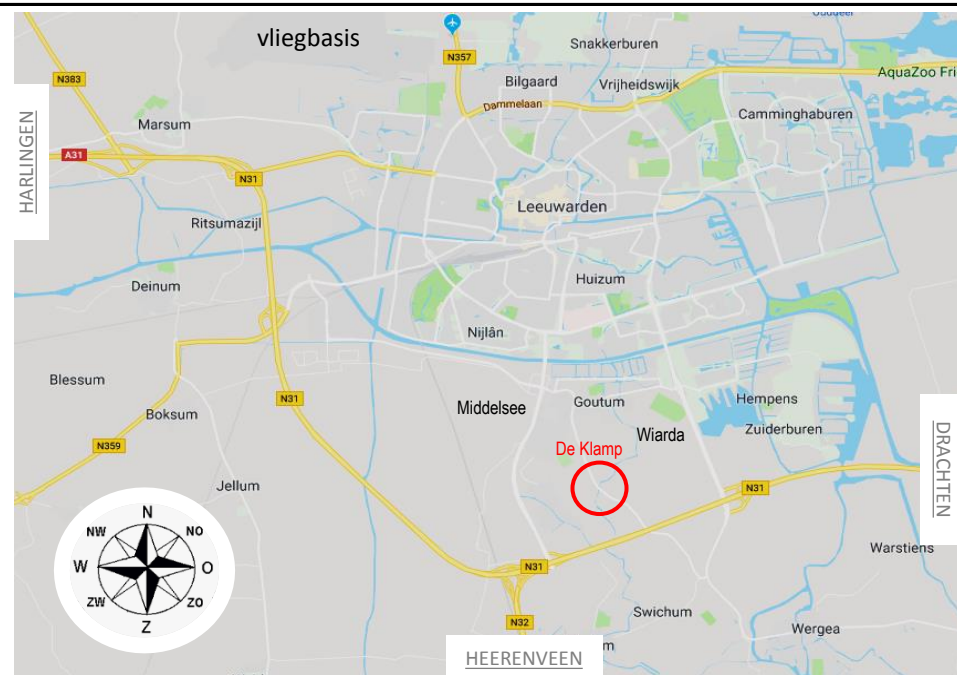 vliegbasis
Snakkerburen
N357
N383
Bilgaard
Vrijheidswijk
AquaZoo Fri
Dammelaan
Cammingh​aburen
Marsum
HARLINGEN
A31
N31
Leeuwarden
Ritsumazijl
Deinum
Huizum
Nijlân
Blessum
N31
Middelsee
Goutum
Hempens
Boksum
Wiarda
Zuiderburen
N359
De Klamp
DRACHTEN
Jellum
N31
N
NW
NO
W
O
ZW
ZO
Z
Warstiens
N31
Swichum
N32
Wergea
m
HEERENVEEN